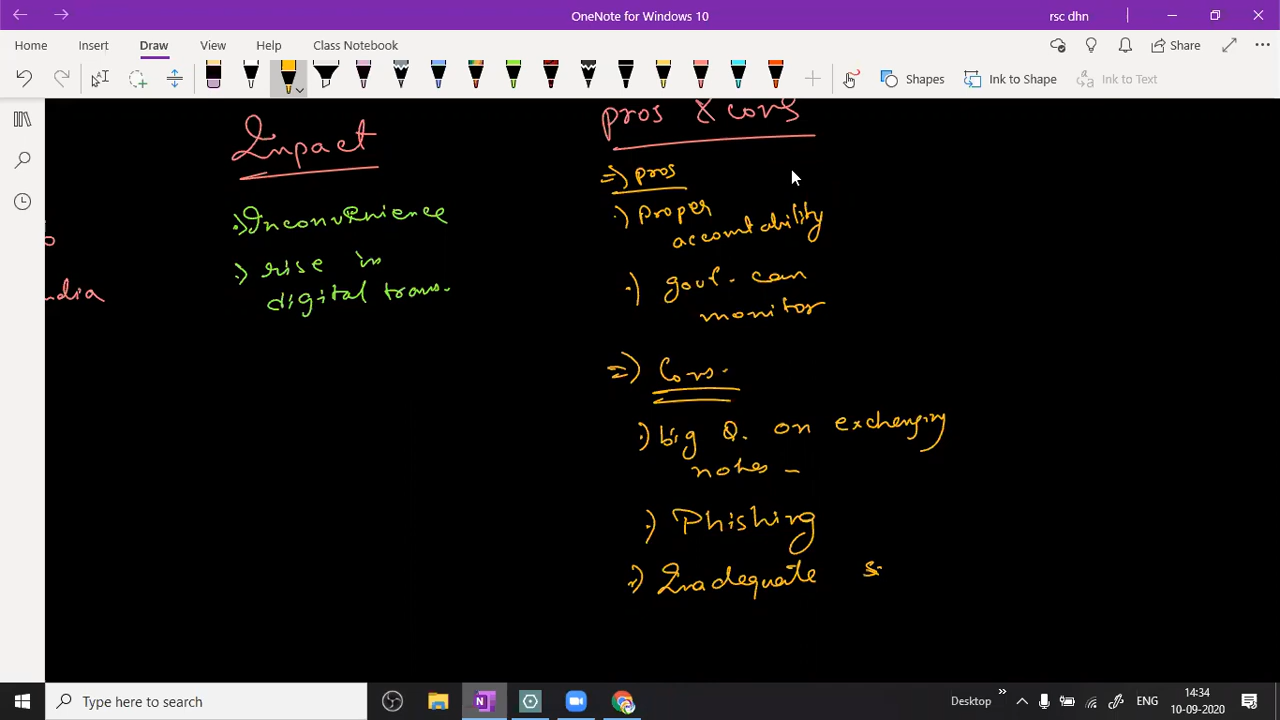 OneNote for Windows 10
rsc dhn
Home Insert Draw View Help Class Notebook
Share
Shapes
Ink to Shape
Ink to Text
Impact
.) Inconvenience
.) rise in
digital trans.
ndia
pros & cons
=) pros
.) Proper
accountability
.) govt. can
monitor
=) Cons.
.) big Q. on exchanging
notes -
.) Phishing
.) Inadequate s
Type here to search
Desktop
ENG
14:34
10-09-2020